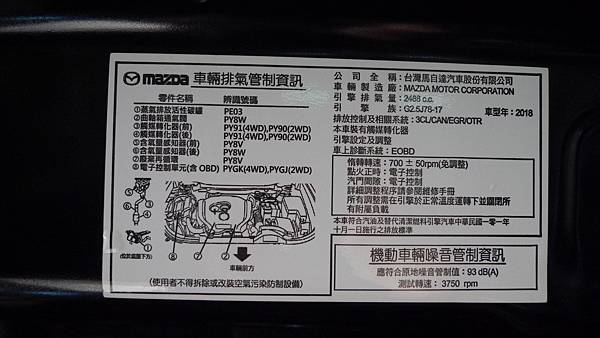 mazda 車輛排氣管制資訊
零件名稱 辨識號碼
①蒸氣排放活性碳罐 PE03
②曲軸箱通氣閥 PY8W
③觸媒轉化器(前) PY91(4WD),PY90(2WD)
④觸媒轉化器(後) PY91(4WD),PY90(2WD)
⑤含氧量感知器(前) PY8V
⑥含氧量感知器(後) PY8W
⑦廢氣再循環 PY8V
⑧電子控制單元(含 OBD) PYGK(4WD),PYGJ(2WD)
車輛前方
(使用者不得拆除或改裝空氣污染防制設備)
公司全稱:台灣馬自達汽車股份有限公司
車輛製造廠:MAZDA MOTOR CORPORATION
引擎排氣量:2488 c.c.
引擎族:G2.5J78-17 車型年:2018
排放控制及相關系統:3CL/CAN/EGR/OTR
本車裝有觸媒轉化器
引擎設定及調整
車上診斷系統:EOBD
惰轉轉速:700 ± 50rpm(免調整)
點火正時:電子控制
汽門間隙:電子控制
詳細調整程序請參閱維修手冊
所有調整需在引擎於正常溫度運轉下並關閉所
有附屬負載
本車符合汽油及替代清潔燃料引擎汽車中華民國一零一年
十月一日施行之排放標準
機動車輛噪音管制資訊
應符合原地噪音管制值:93 dB(A)
測試轉速: 3750 rpm